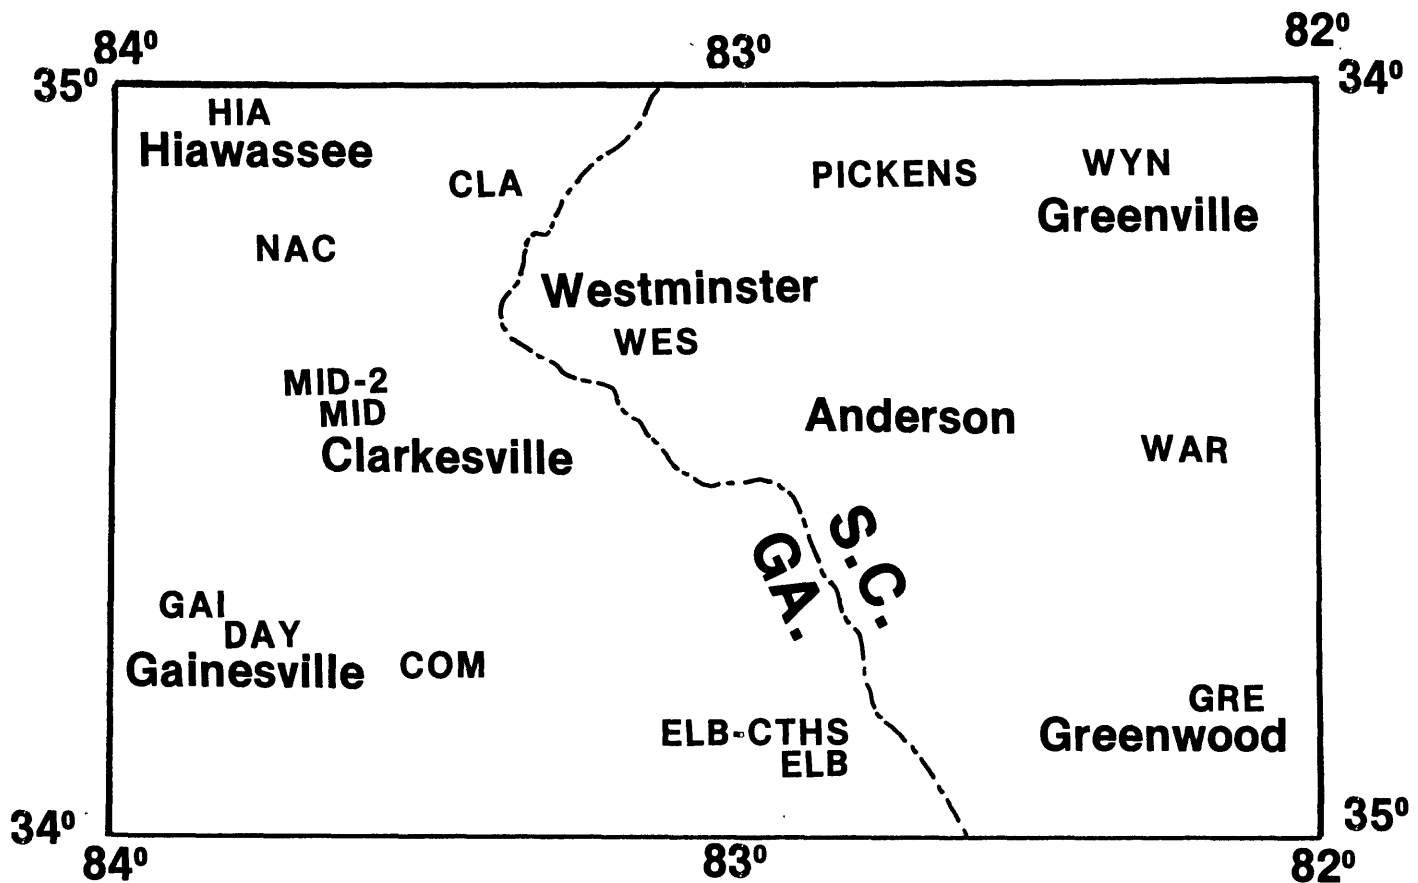 84⁰ 83⁰ 82⁰
35⁰ 34⁰
HIA
Hiawassee
CLA
PICKENS
WYN
Greenville
NAC
Westminster
WES
MID-2
MID
Clarkesville
Anderson
WAR
S.C.
GA.
GAI
DAY
Gainesville
COM
GRE
Greenwood
ELB-CTHS
ELB
34⁰ 35⁰
84⁰ 83⁰ 82⁰